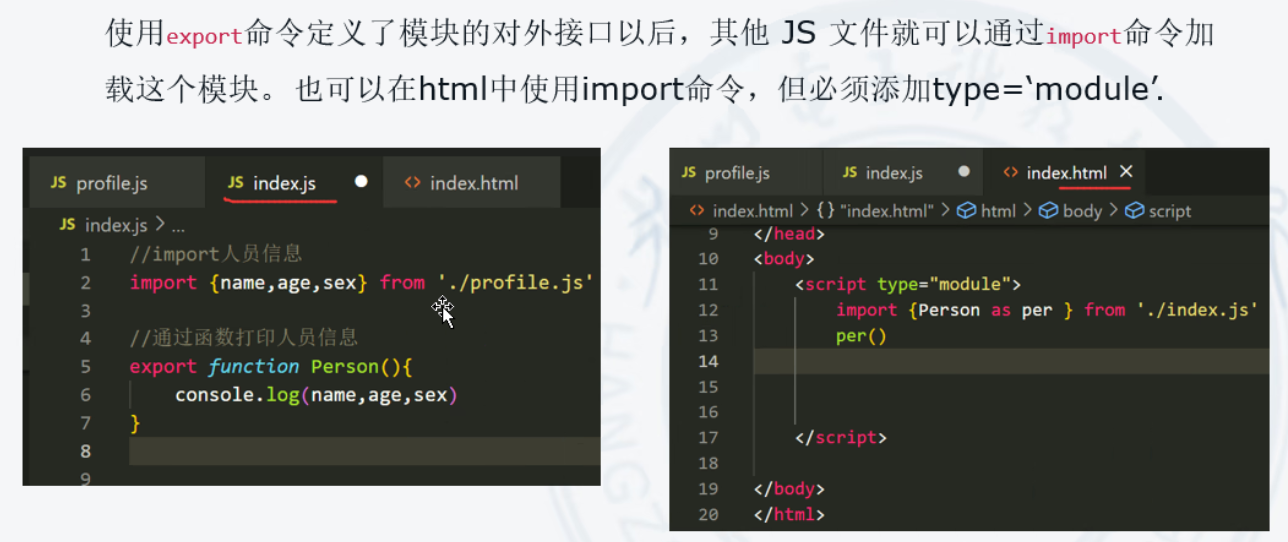 使用export命令定义了模块的对外接口以后，其他 JS 文件就可以通过import命令加
载这个模块。也可以在html中使用import命令，但必须添加type=‘module’.
JS profile.js JS index.js ● <> index.html
JS index.js > ...
1 //import人员信息
2 import {name,age,sex} from './profile.js'
3
4 //通过函数打印人员信息
5 export function Person(){
6 console.log(name,age,sex)
7 }
8
9
JS profile.js JS index.js ● <> index.html ×
<> index.html > {} "index.html" > html > body > script
9 </head>
10 <body>
11 <script type="module">
12 import {Person as per } from './index.js'
13 per()
14
15
16
17 </script>
18
19 </body>
20 </html>